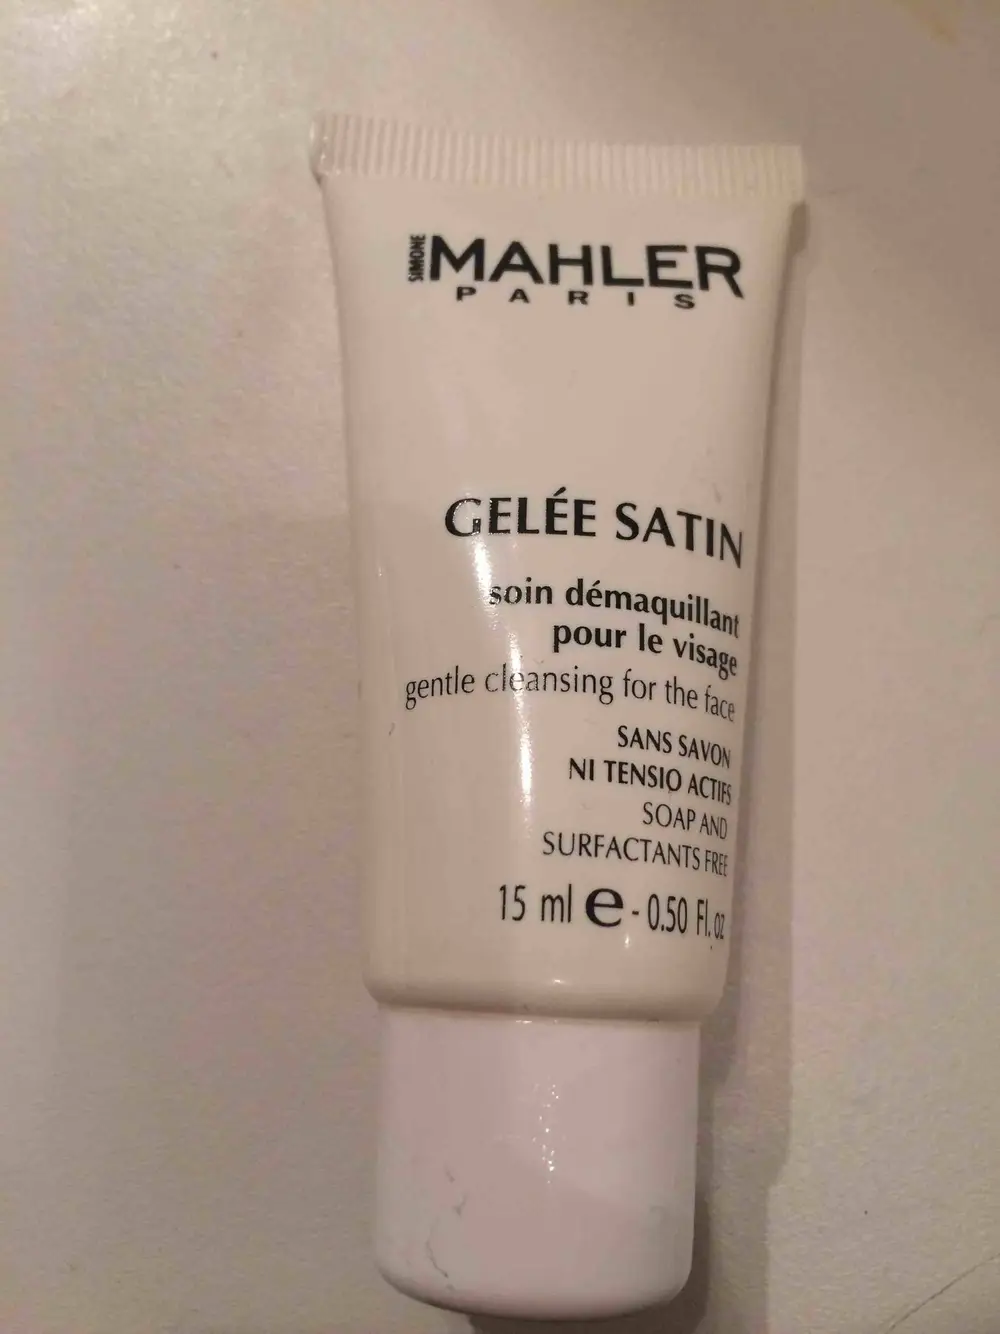 SIMONE MAHLER
PARIS
GELÉE SATIN
soin démaquillant
pour le visage
gentle cleansing for the face
SANS SAVON
NI TENSIO ACTIFS
SOAP AND
SURFACTANTS FREE
15 ml e - 0.50 Fl. oz